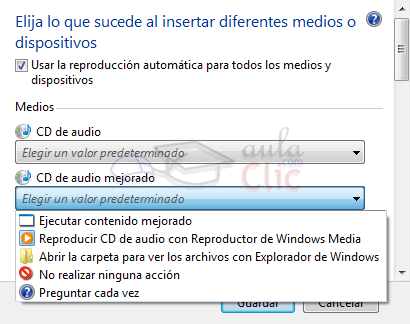 Elija lo que sucede al insertar diferentes medios o
dispositivos
Usar la reproducción automática para todos los medios y
dispositivos
Medios
CD de audio
Elegir un valor predeterminado
CD de audio mejorado
Elegir un valor predeterminado
aula
.com
Clic
Ejecutar contenido mejorado
Reproducir CD de audio con Reproductor de Windows Media
Abrir la carpeta para ver los archivos con Explorador de Windows
No realizar ninguna acción
Preguntar cada vez
Guardar
Cancelar